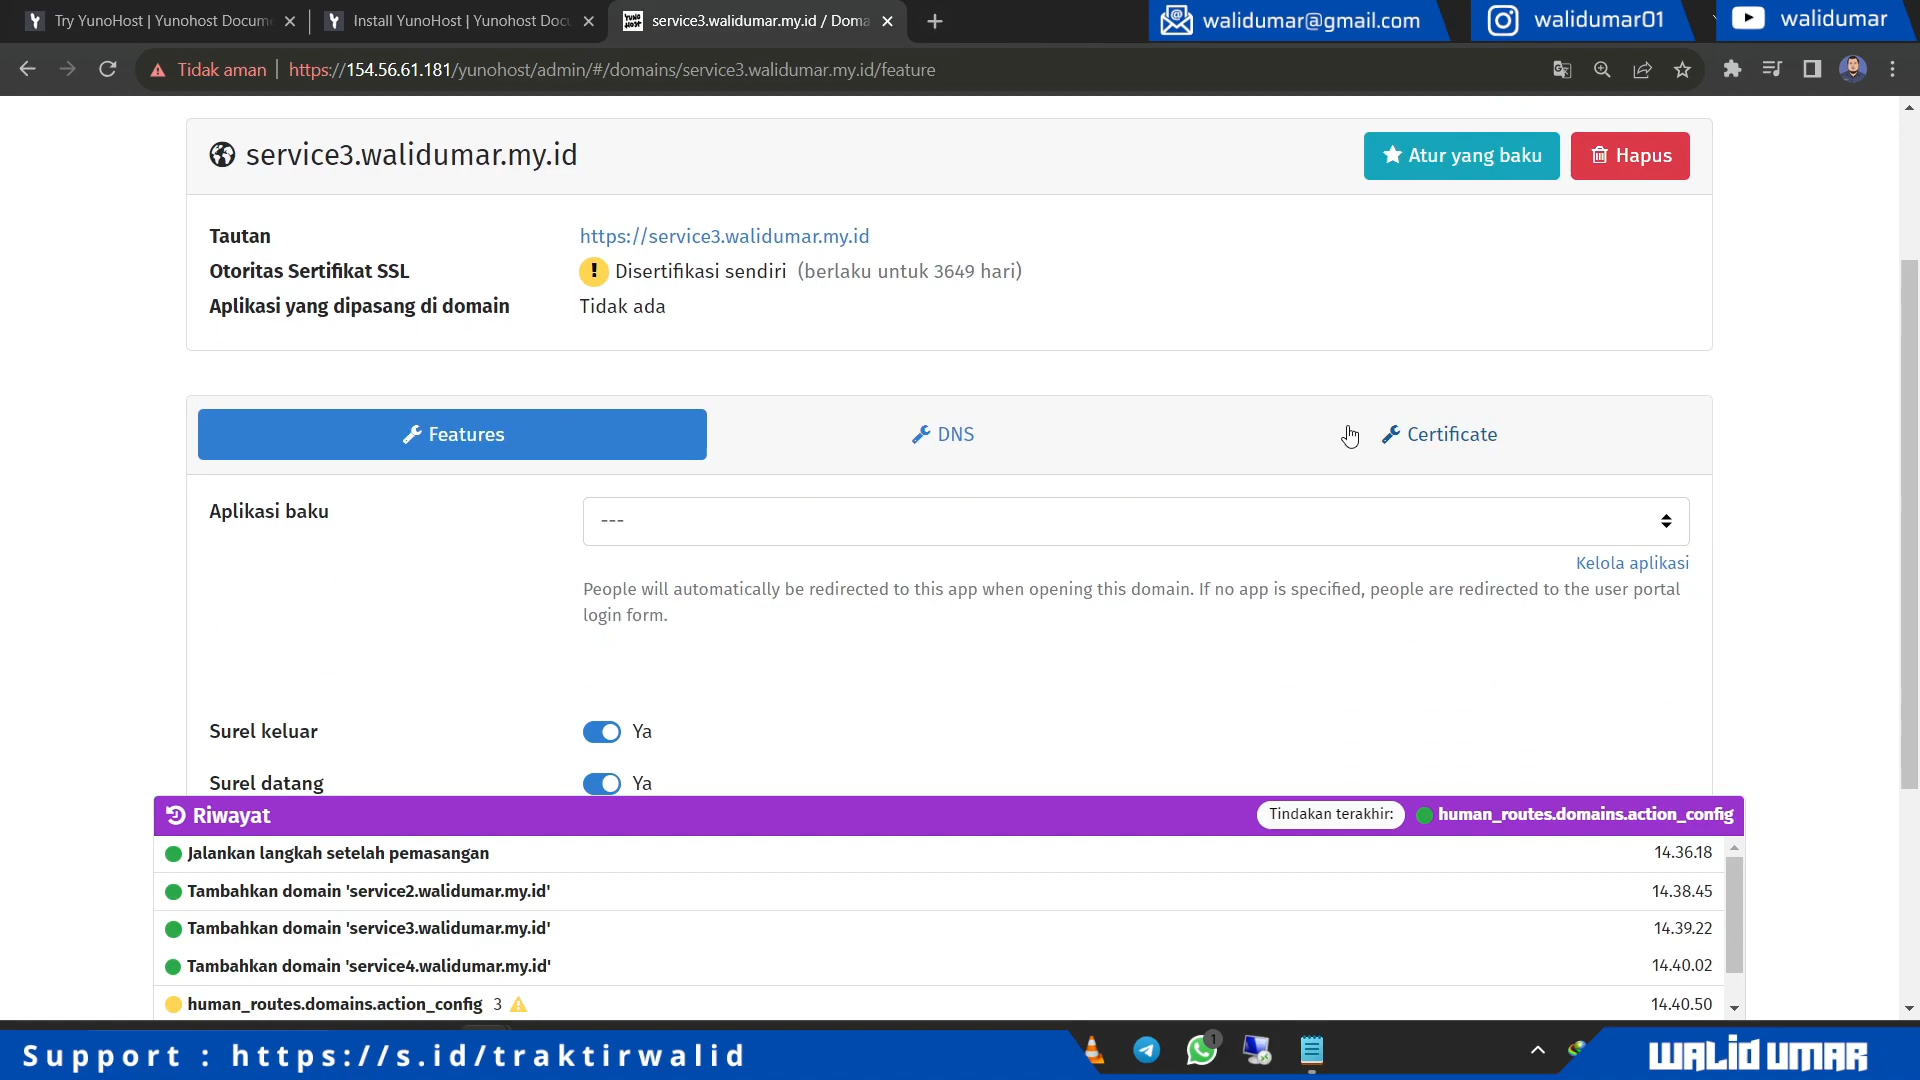 Try YunoHost | Yunohost Docume
Install YunoHost | Yunohost Docu
service3.walidumar.my.id / Doma
walidumar@gmail.com
walidumar01
walidumar
Tidak aman
https://154.56.61.181/yunohost/admin/#/domains/service3.walidumar.my.id/feature
service3.walidumar.my.id
Atur yang baku
Hapus
Tautan
https://service3.walidumar.my.id
Otoritas Sertifikat SSL
Disertifikasi sendiri (berlaku untuk 3649 hari)
Aplikasi yang dipasang di domain
Tidak ada
Features
DNS
Certificate
Aplikasi baku
---
Kelola aplikasi
People will automatically be redirected to this app when opening this domain. If no app is specified, people are redirected to the user portal
login form.
Surel keluar
Ya
Surel datang
Ya
Riwayat
Tindakan terakhir:
human_routes.domains.action_config
Jalankan langkah setelah pemasangan
14.36.18
Tambahkan domain 'service2.walidumar.my.id'
14.38.45
Tambahkan domain 'service3.walidumar.my.id'
14.39.22
Tambahkan domain 'service4.walidumar.my.id'
14.40.02
human_routes.domains.action_config 3
14.40.50
Support : https://s.id/traktirwalid
1
WALID UMAR